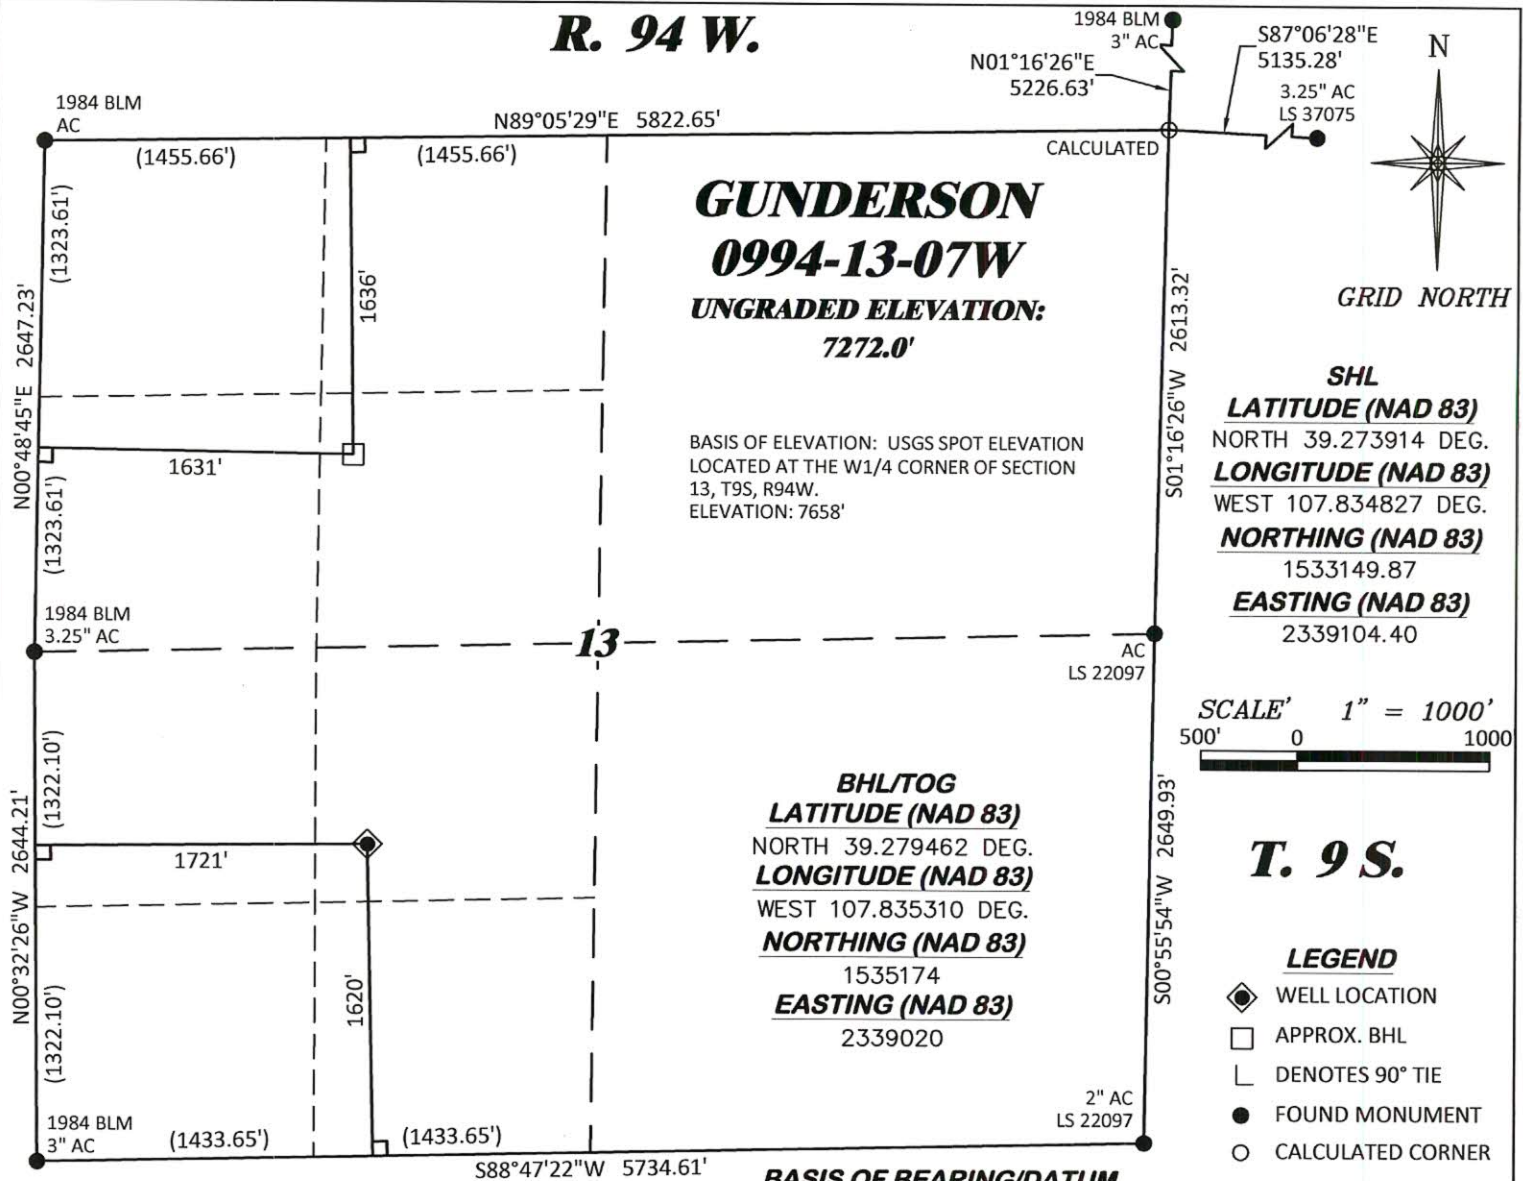 R. 94 W.
1984 BLM
3" AC
N01°16'26"E
5226.63'
S87°06'28"E
5135.28'
3.25" AC
LS 37075
N
1984 BLM
AC
N89°05'29"E 5822.65'
(1455.66')
(1455.66')
CALCULATED
GUNDERSON
0994-13-07W
UNGRADED ELEVATION:
7272.0'
GRID NORTH
(1323.61')
1636'
N00°48'45"E 2647.23'
S01°16'26"W 2613.32'
SHL
LATITUDE (NAD 83)
NORTH 39.273914 DEG.
LONGITUDE (NAD 83)
WEST 107.834827 DEG.
NORTHING (NAD 83)
1533149.87
EASTING (NAD 83)
2339104.40
BASIS OF ELEVATION: USGS SPOT ELEVATION
LOCATED AT THE W1/4 CORNER OF SECTION
13, T9S, R94W.
ELEVATION: 7658'
1631'
(1323.61')
1984 BLM
3.25" AC
13
AC
LS 22097
SCALE' 1" = 1000'
500' 0 1000
(1322.10')
1721'
N00°32'26"W 2644.21'
BHL/TOG
LATITUDE (NAD 83)
NORTH 39.279462 DEG.
LONGITUDE (NAD 83)
WEST 107.835310 DEG.
NORTHING (NAD 83)
1535174
EASTING (NAD 83)
2339020
S00°55'54"W 2649.93'
T. 9 S.
LEGEND
WELL LOCATION
APPROX. BHL
DENOTES 90° TIE
FOUND MONUMENT
CALCULATED CORNER
1620'
(1322.10')
1984 BLM
3" AC
(1433.65')
(1433.65')
2" AC
LS 22097
S88°47'22"W 5734.61'
BASIS OF BEARING/DATUM